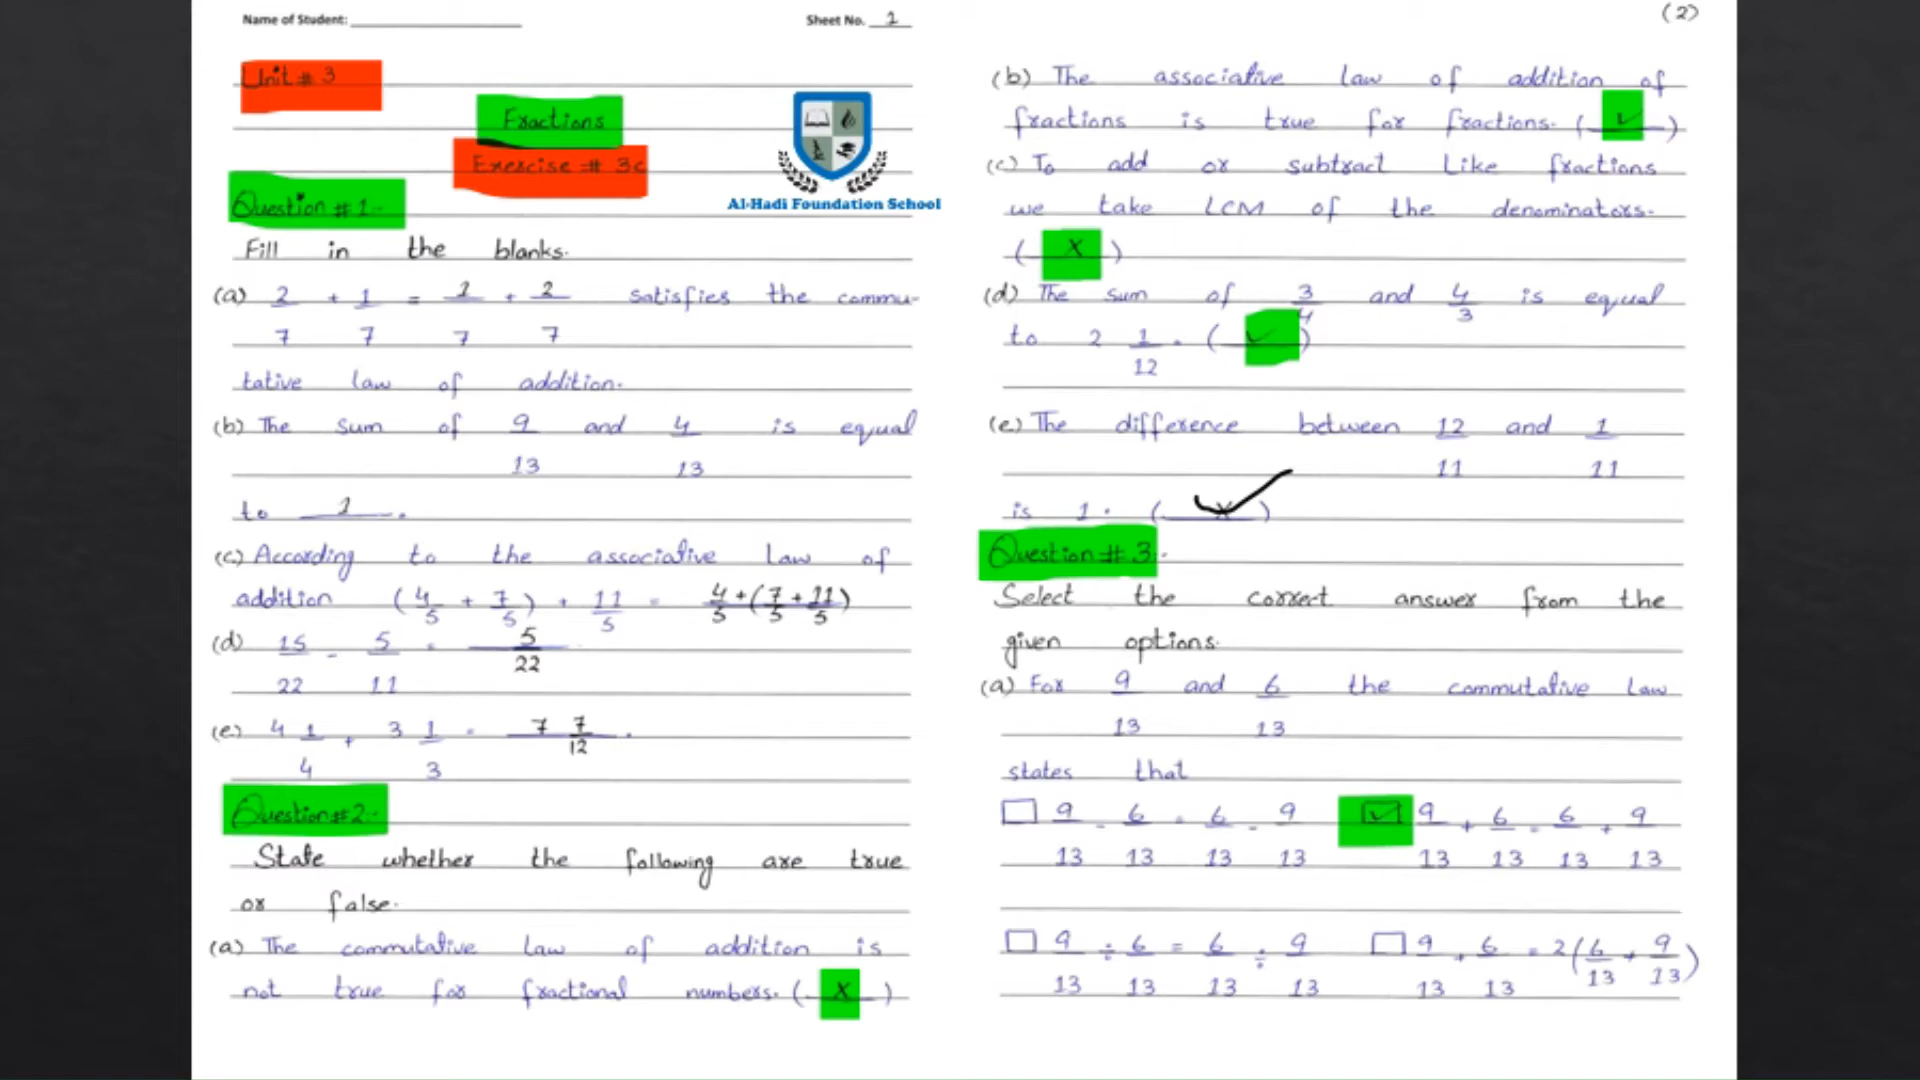 Name of Student:
Sheet No. 1
Unit # 3
Fractions
Exercise # 3c
Al-Hadi Foundation School
Question # 1:-
Fill in the blanks.
(a) 2/7 + 1/7 = 1/7 + 2/7 satisfies the commu-
tative law of addition.
(b) The sum of 9/13 and 4/13 is equal
to 1.
(c) According to the associative law of
addition (4/5 + 7/5) + 11/5 = 4/5 + (7/5 + 11/5)
(d) 15/22 - 5/11 = 5/22
(e) 4 1/4 + 3 1/3 = 7 7/12.
Question #2:-
State whether the following are true
or false.
(a) The commutative law of addition is
not true for fractional numbers. ( X )
(2)
(b) The associative law of addition of
fractions is true for fractions. ( ✓ )
(c) To add or subtract like fractions
we take LCM of the denominators.
( X )
(d) The sum of 3/4 and 4/3 is equal
to 2 1/12. ( ✓ )
(e) The difference between 12/11 and 1/11
is 1. ( ✓ )
Question # 3:-
Select the correct answer from the
given options.
(a) For 9/13 and 6/13 the commutative law
states that
☐ 9/13 - 6/13 = 6/13 - 9/13 ☑ 9/13 + 6/13 = 6/13 + 9/13
☐ 9/13 ÷ 6/13 = 6/13 ÷ 9/13 ☐ 9/13 + 6/13 = 2(6/13 + 9/13)